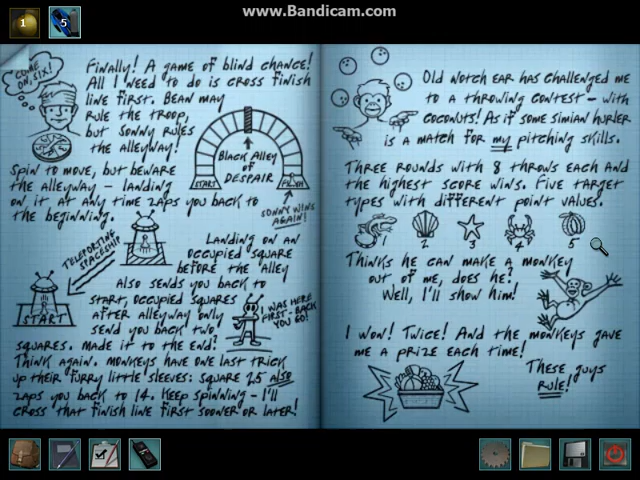 www.Bandicam.com
1
5
COME ON, SIX!
FINALLY! A GAME OF BLIND CHANCE!
ALL I NEED TO DO IS CROSS FINISH
LINE FIRST. BEAN MAY
RULE THE TROOP,
BUT SONNY RULES
THE ALLEYWAY!
BLACK ALLEY
OF
DESPAIR
START
FINISH
SONNY WINS
AGAIN!
SPIN TO MOVE, BUT BEWARE
THE ALLEYWAY - LANDING
ON IT AT ANY TIME ZAPS YOU BACK TO
THE BEGINNING.
TELEPORTING
SPACESHIP
START
LANDING ON AN
OCCUPIED SQUARE
BEFORE THE ALLEY
ALSO SENDS YOU BACK TO
START, OCCUPIED SQUARES
AFTER ALLEYWAY ONLY
SEND YOU BACK TWO
SQUARES. MADE IT TO THE END?
I WAS HERE
FIRST - BACK
YOU GO!
THINK AGAIN. MONKEYS HAVE ONE LAST TRICK
UP THEIR FURRY LITTLE SLEEVES: SQUARE 25 ALSO
ZAPS YOU BACK TO 14. KEEP SPINNING - I'LL
CROSS THAT FINISH LINE FIRST SOONER OR LATER!
OLD NOTCH EAR HAS CHALLENGED ME
TO A THROWING CONTEST - WITH
COCONUTS! AS IF SOME SIMIAN HURLER
IS A MATCH FOR MY PITCHING SKILLS.
THREE ROUNDS WITH 8 THROWS EACH AND
THE HIGHEST SCORE WINS. FIVE TARGET
TYPES WITH DIFFERENT POINT VALUES.
1 2 3 4 5
THINKS HE CAN MAKE A MONKEY
OUT OF ME, DOES HE?
WELL, I'LL SHOW HIM!
I WON! TWICE! AND THE MONKEYS GAVE
ME A PRIZE EACH TIME!
THESE GUYS
RULE!